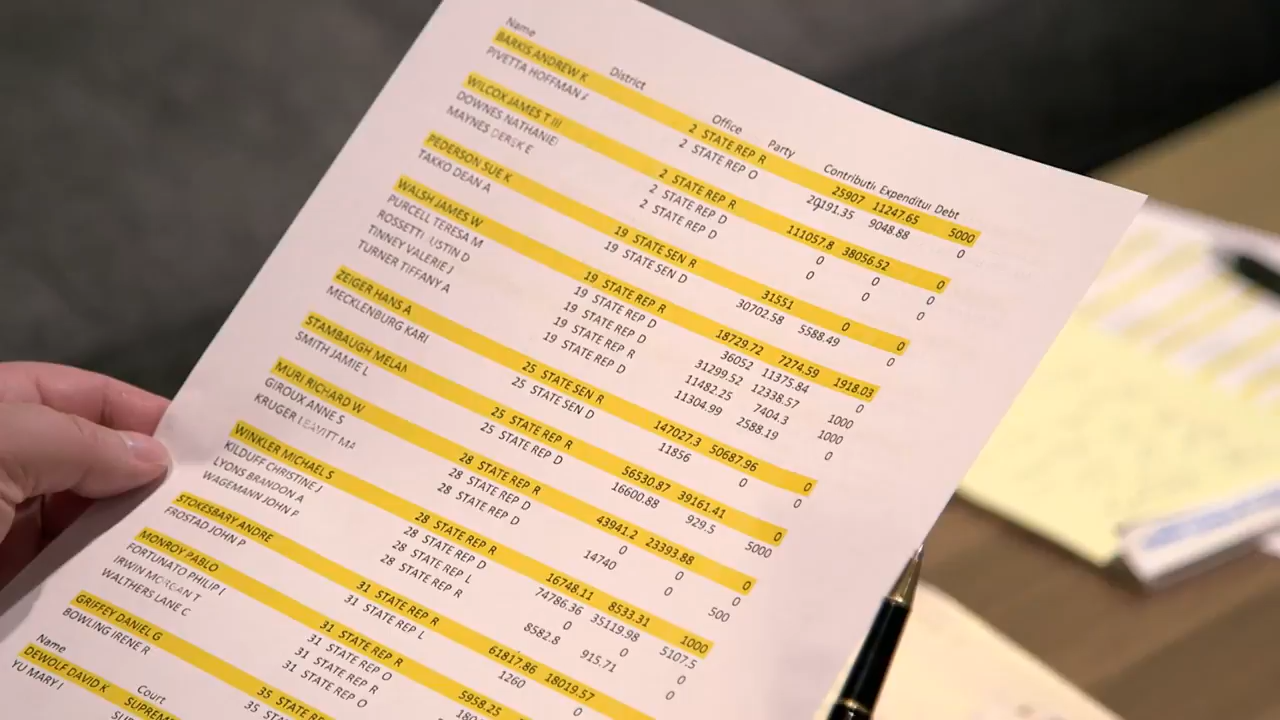 Name District Office Party Contributi Expenditur Debt
BARKIS ANDREW K 2 STATE REP R 25907 11247.65 5000
PIVETTA HOFFMAN J 2 STATE REP O 20191.35 9048.88
WILCOX JAMES T III 2 STATE REP R 111057.8 38056.52 0
DOWNES NATHANIEL 2 STATE REP D 0 0 0
MAYNES DEREK E 2 STATE REP D 0 0
PEDERSON SUE K 19 STATE SEN R 31551 0 0
TAKKO DEAN A 19 STATE SEN D 30702.58 5588.49 0
WALSH JAMES W 19 STATE REP R 18729.72 7274.59 1918.03
PURCELL TERESA M 19 STATE REP D 36052 11375.84 0
ROSSETTI JUSTIN D 19 STATE REP D 31299.52 12338.57 1000
TINNEY VALERIE J 19 STATE REP R 11482.25 7404.3 1000
TURNER TIFFANY A 19 STATE REP D 11304.99 2588.19 0
ZEIGER HANS A 25 STATE SEN R 147027.3 50687.96 0
MECKLENBURG KARI 25 STATE SEN D 11856 0 0
STAMBAUGH MELAN 25 STATE REP R 56530.87 39161.41 0
SMITH JAMIE L 25 STATE REP D 16600.88 929.5 5000
MURI RICHARD W 28 STATE REP R 43941.2 23393.88 0
GIROUX ANNE S 28 STATE REP D 0 0 0
KRUGER LEAVITT MA 28 STATE REP D 14740 0 500
WINKLER MICHAEL S 28 STATE REP R 16748.11 8533.31 1000
KILDUFF CHRISTINE J 28 STATE REP D 74786.36 35119.98 5107.5
LYONS BRANDON A 28 STATE REP L 0 0 0
WAGEMANN JOHN P 28 STATE REP R 8582.8 915.71 0
STOKESBARY ANDRE 31 STATE REP R 61817.86 18019.57
FROSTAD JOHN P 31 STATE REP L 1260 0
MONROY PABLO 31 STATE REP R 5958.25
FORTUNATO PHILIP I 31 STATE REP O
IRWIN MORGAN T 31 STATE REP R
WALTHERS LANE C 31 STATE REP O
GRIFFEY DANIEL G 35 STATE REP
BOWLING IRENE R
Name Court
DEWOLF DAVID K SUPREM
YU MARY I